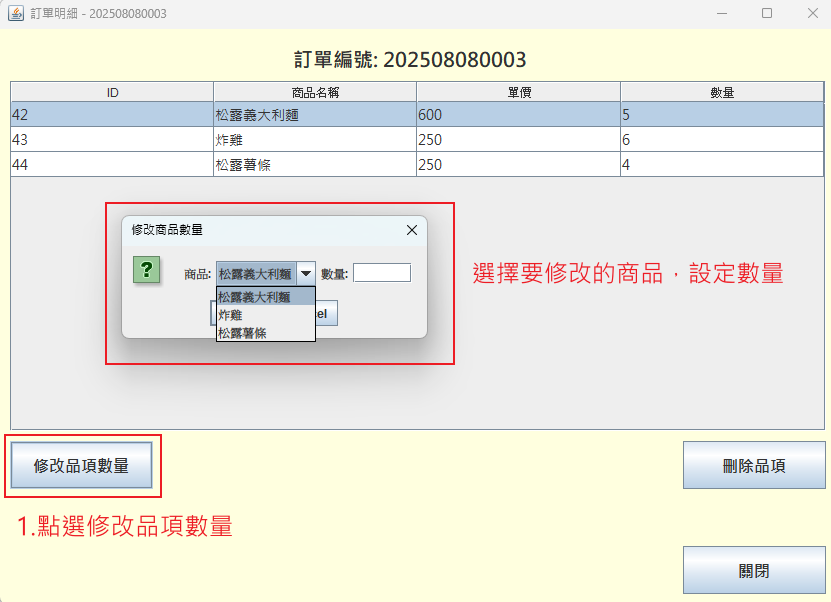 訂單明細 - 202508080003
訂單編號: 202508080003
ID 商品名稱 單價 數量
42 松露義大利麵 600 5
43 炸雞 250 6
44 松露薯條 250 4
修改商品數量
? 商品: 松露義大利麵 數量:
松露義大利麵
炸雞
松露薯條
選擇要修改的商品，設定數量
修改品項數量
刪除品項
1.點選修改品項數量
關閉